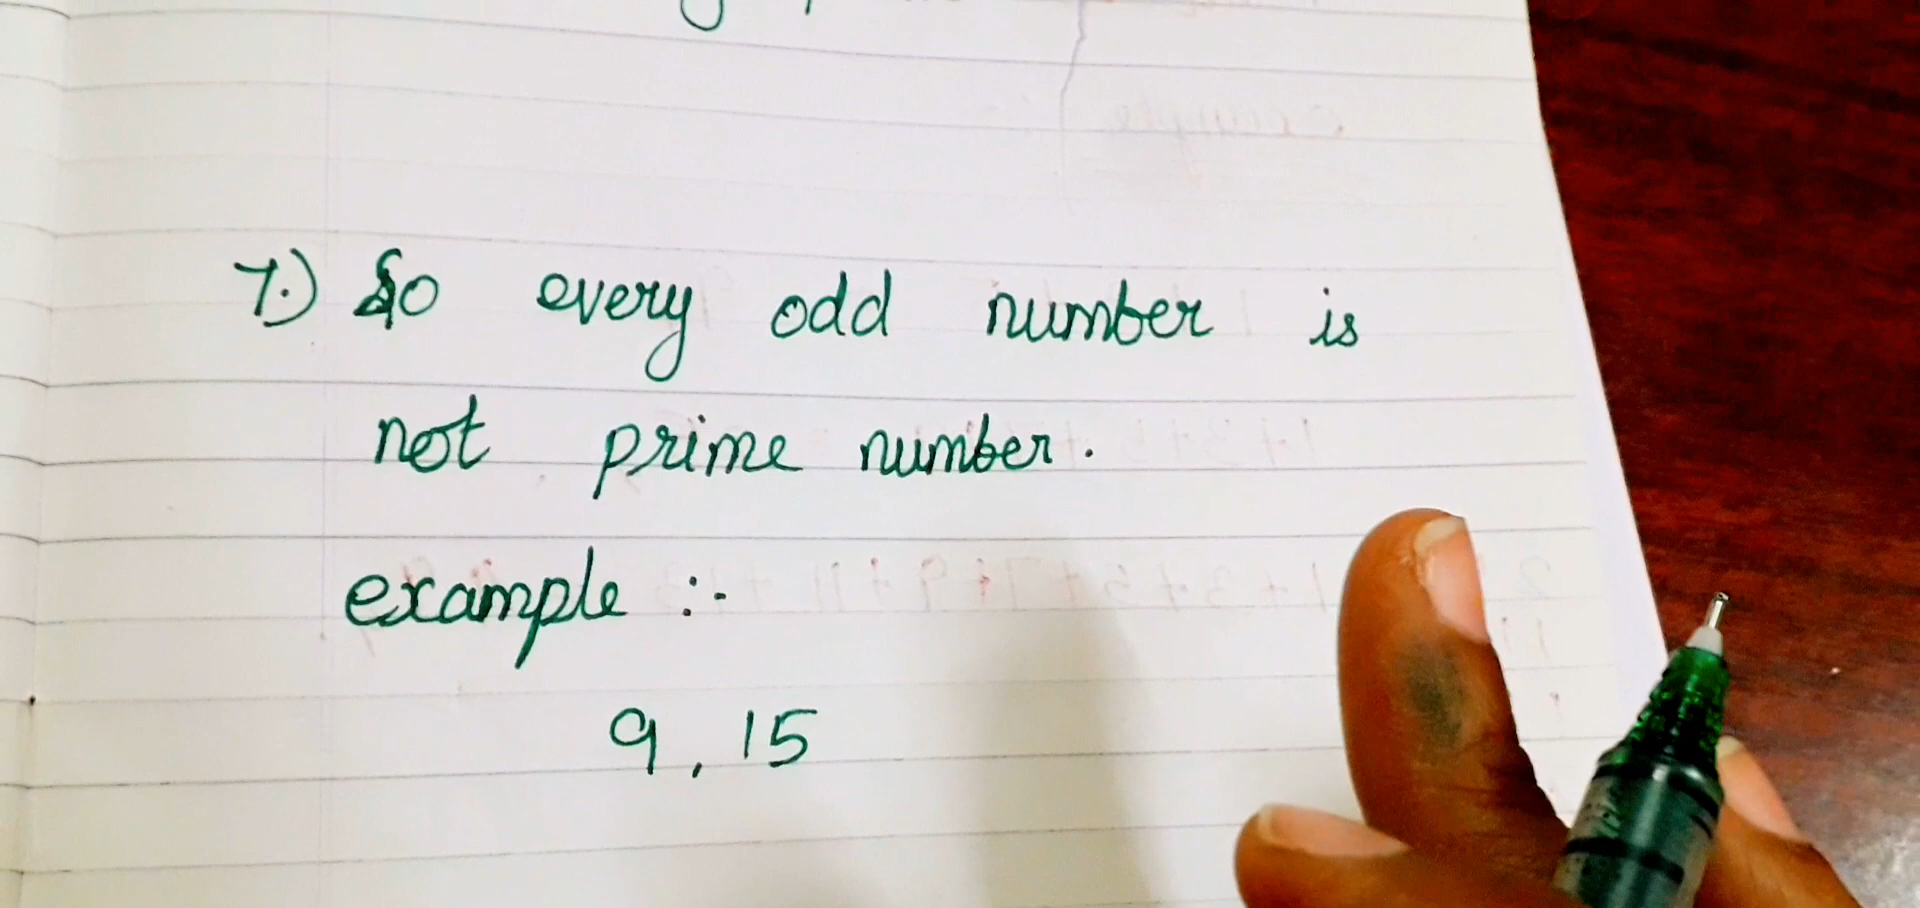 7.) So every odd number is
not prime number.
example :-
9, 15